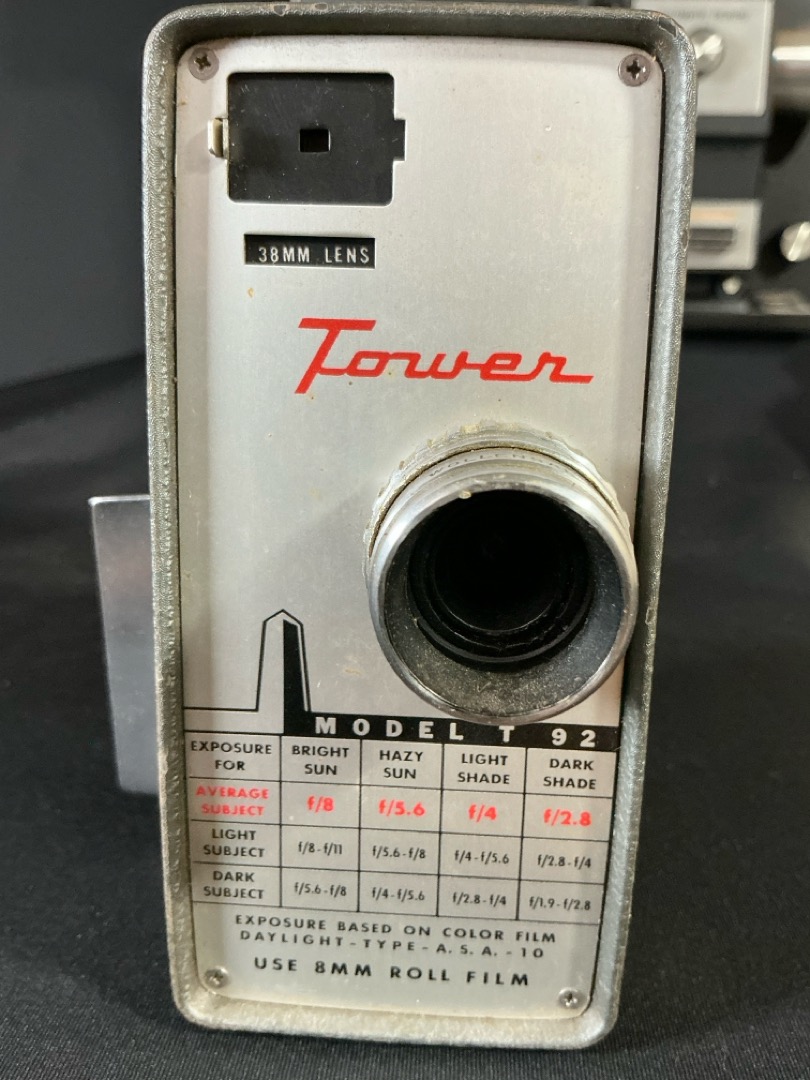 38MM LENS
Tower
MODEL T 92
EXPOSURE FOR BRIGHT SUN HAZY SUN LIGHT SHADE DARK SHADE
AVERAGE SUBJECT f/8 f/5.6 f/4 f/2.8
LIGHT SUBJECT f/8-f/11 f/5.6-f/8 f/4-f/5.6 f/2.8-f/4
DARK SUBJECT f/5.6-f/8 f/4-f/5.6 f/2.8-f/4 f/1.9-f/2.8
EXPOSURE BASED ON COLOR FILM
DAYLIGHT-TYPE-A.S.A.-10
USE 8MM ROLL FILM